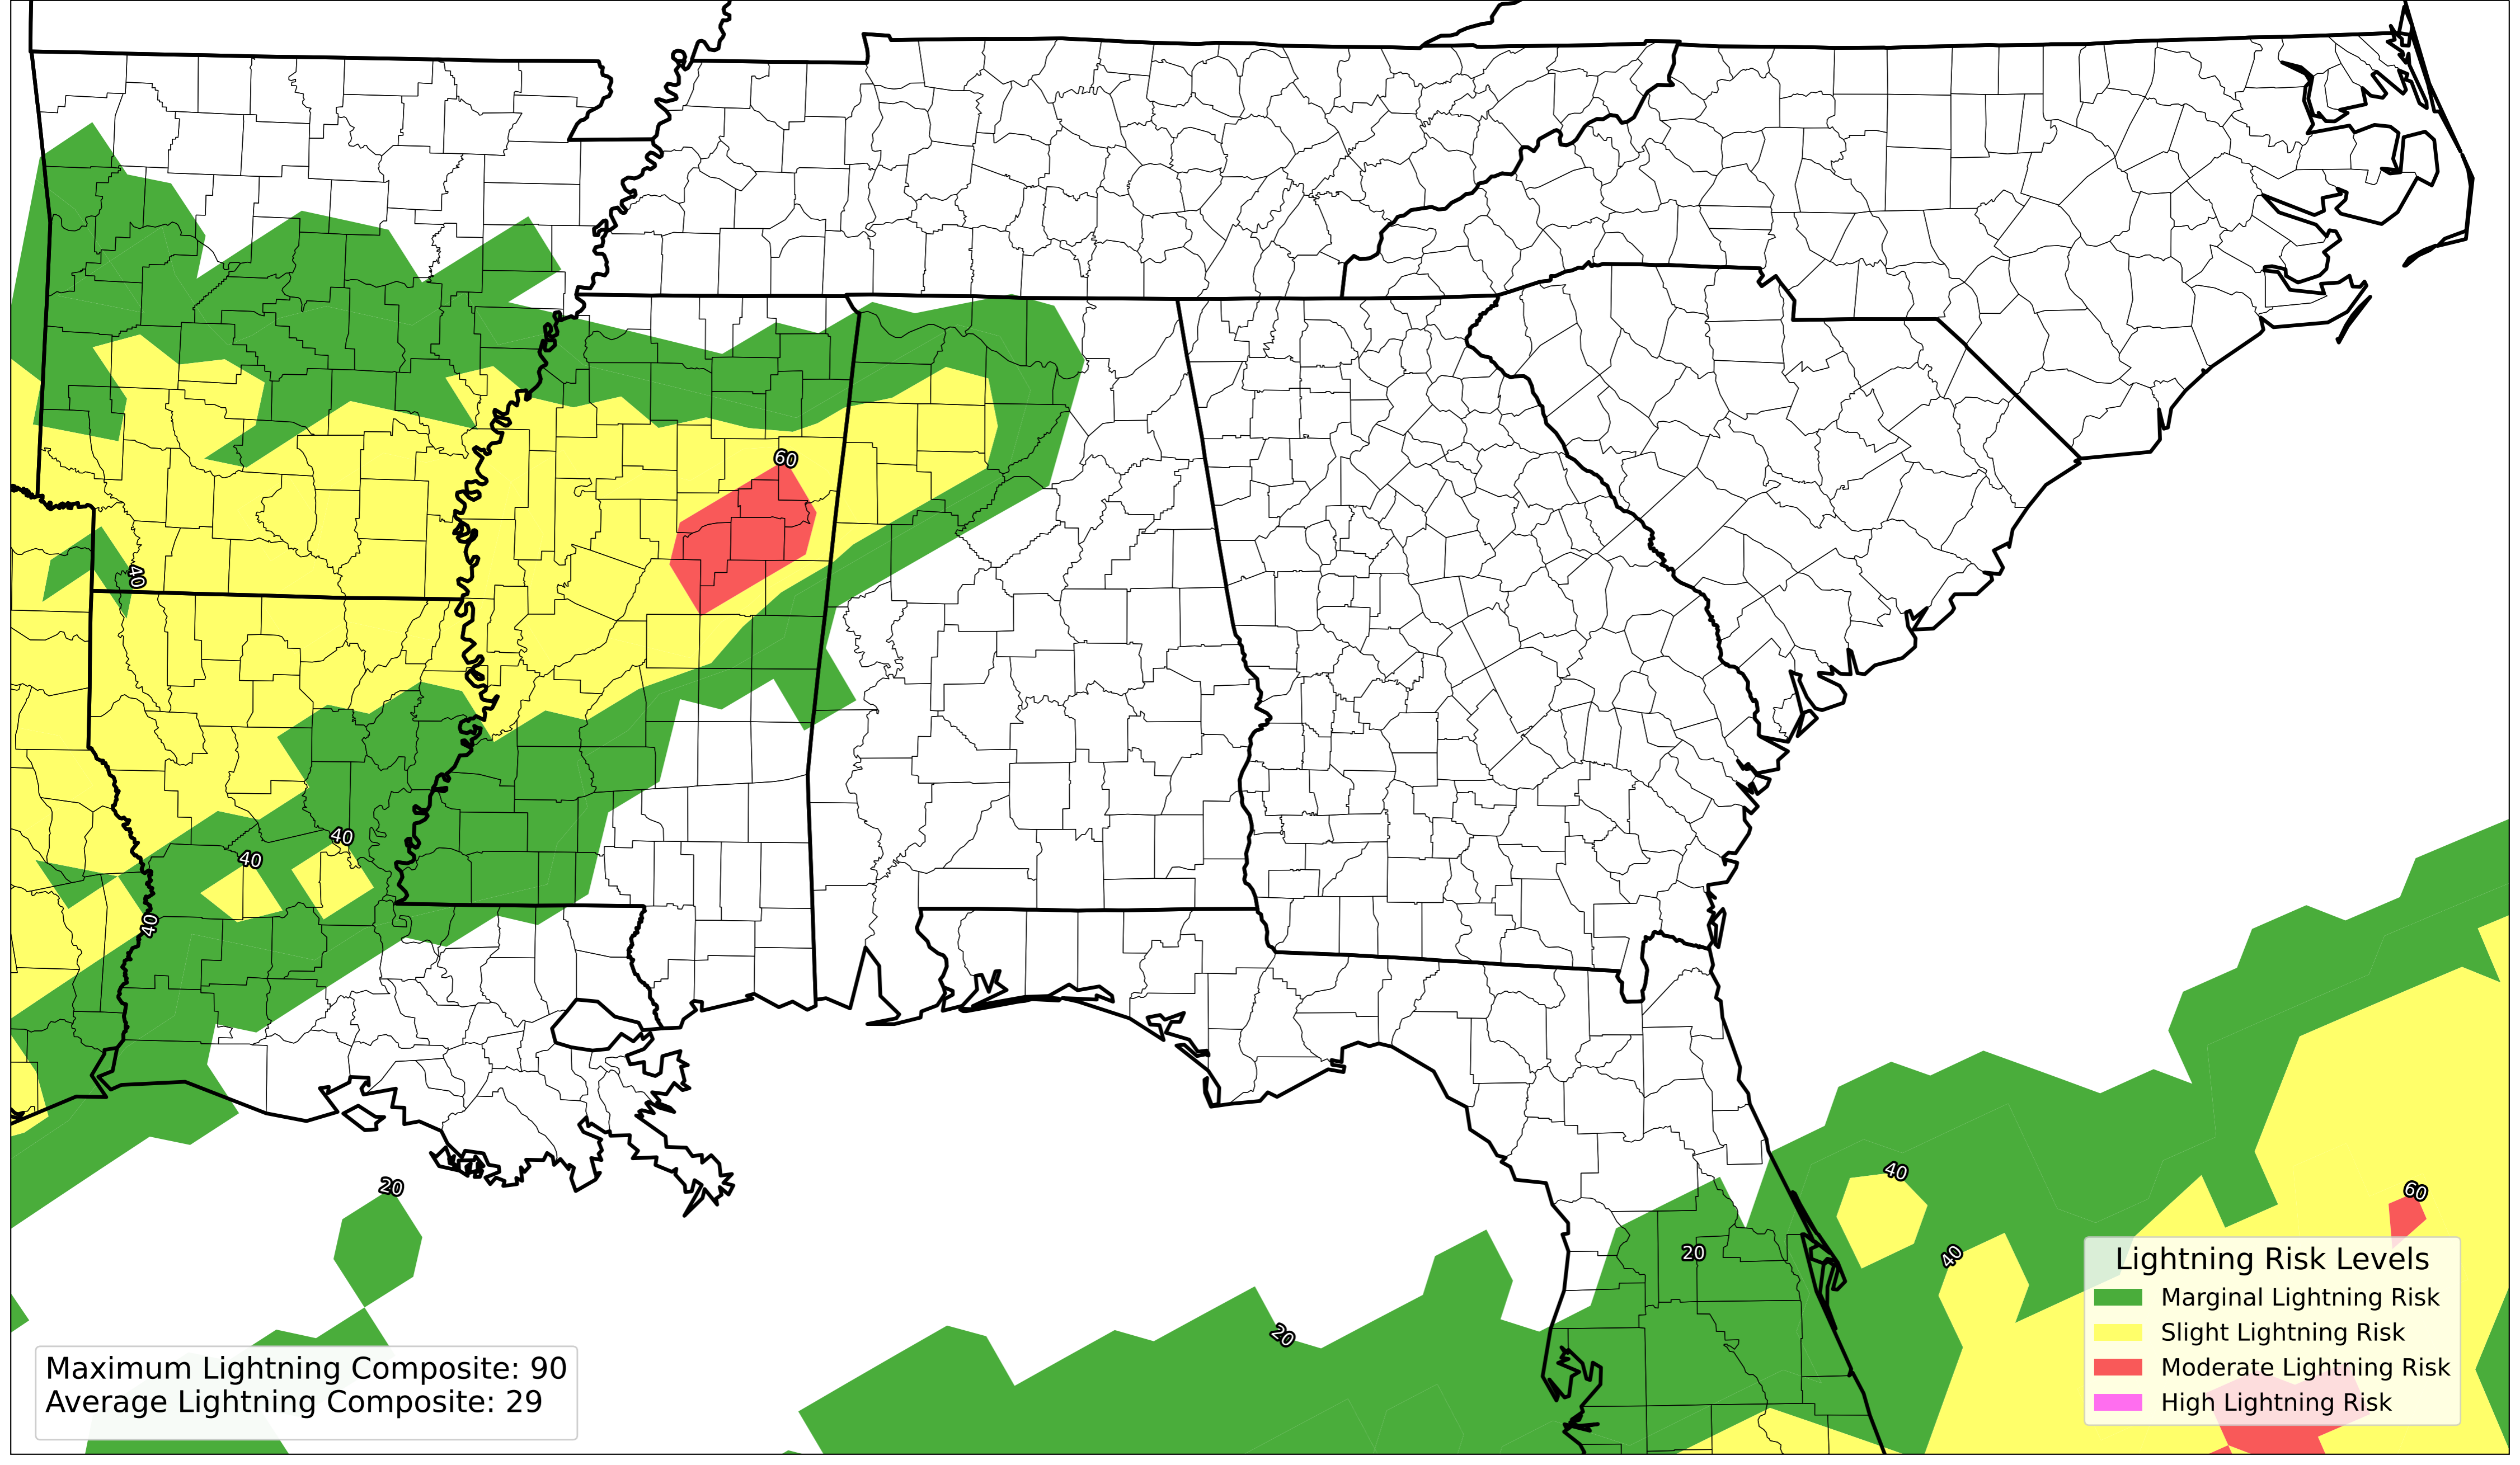 60
40
40
40
40
20
40
60
20
40
20
Lightning Risk Levels
Marginal Lightning Risk
Slight Lightning Risk
Moderate Lightning Risk
High Lightning Risk
Maximum Lightning Composite: 90
Average Lightning Composite: 29